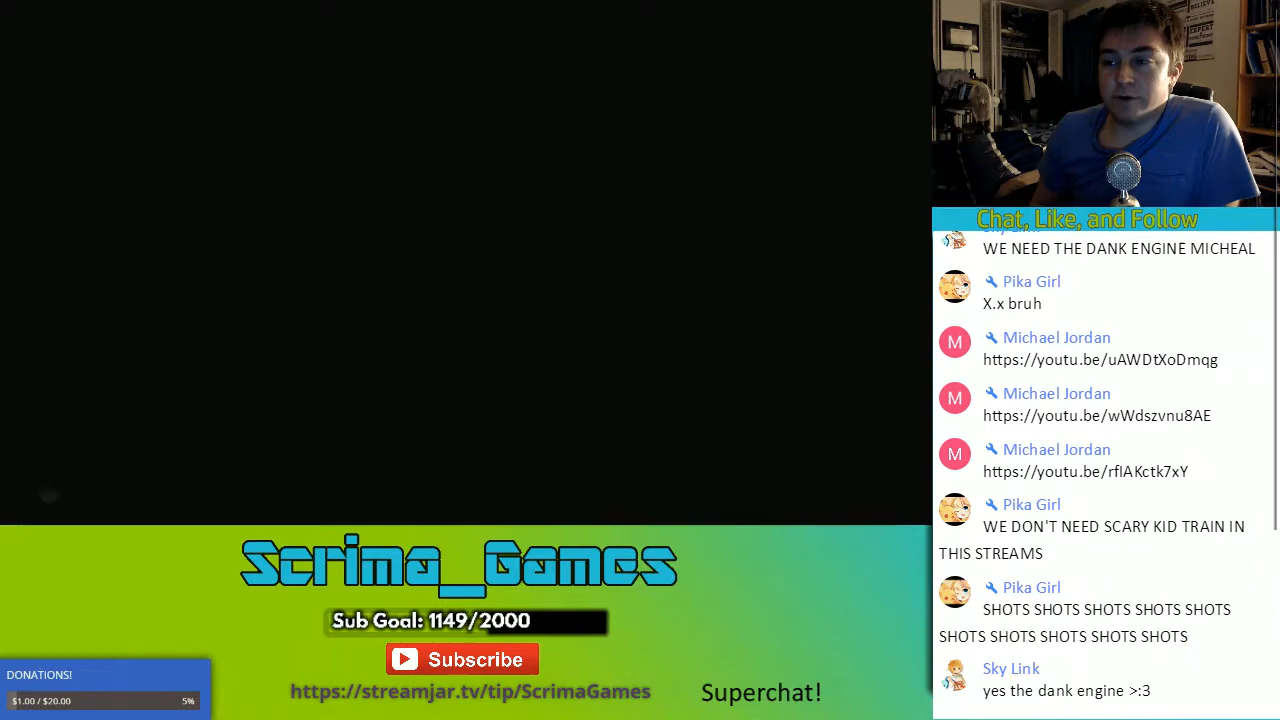 BELIEVE
EXPERT
Chat, Like, and Follow
WE NEED THE DANK ENGINE MICHEAL
Pika Girl
X.x bruh
M
Michael Jordan
https://youtu.be/uAWDtXoDmqg
M
Michael Jordan
https://youtu.be/wWdszvnu8AE
M
Michael Jordan
https://youtu.be/rfIAKctk7xY
Pika Girl
WE DON'T NEED SCARY KID TRAIN IN
THIS STREAMS
Pika Girl
SHOTS SHOTS SHOTS SHOTS SHOTS
SHOTS SHOTS SHOTS SHOTS SHOTS
Sky Link
yes the dank engine >:3
Scrima_Games
Sub Goal: 1149/2000
Subscribe
https://streamjar.tv/tip/ScrimaGames
Superchat!
DONATIONS!
$1.00 / $20.00
5%